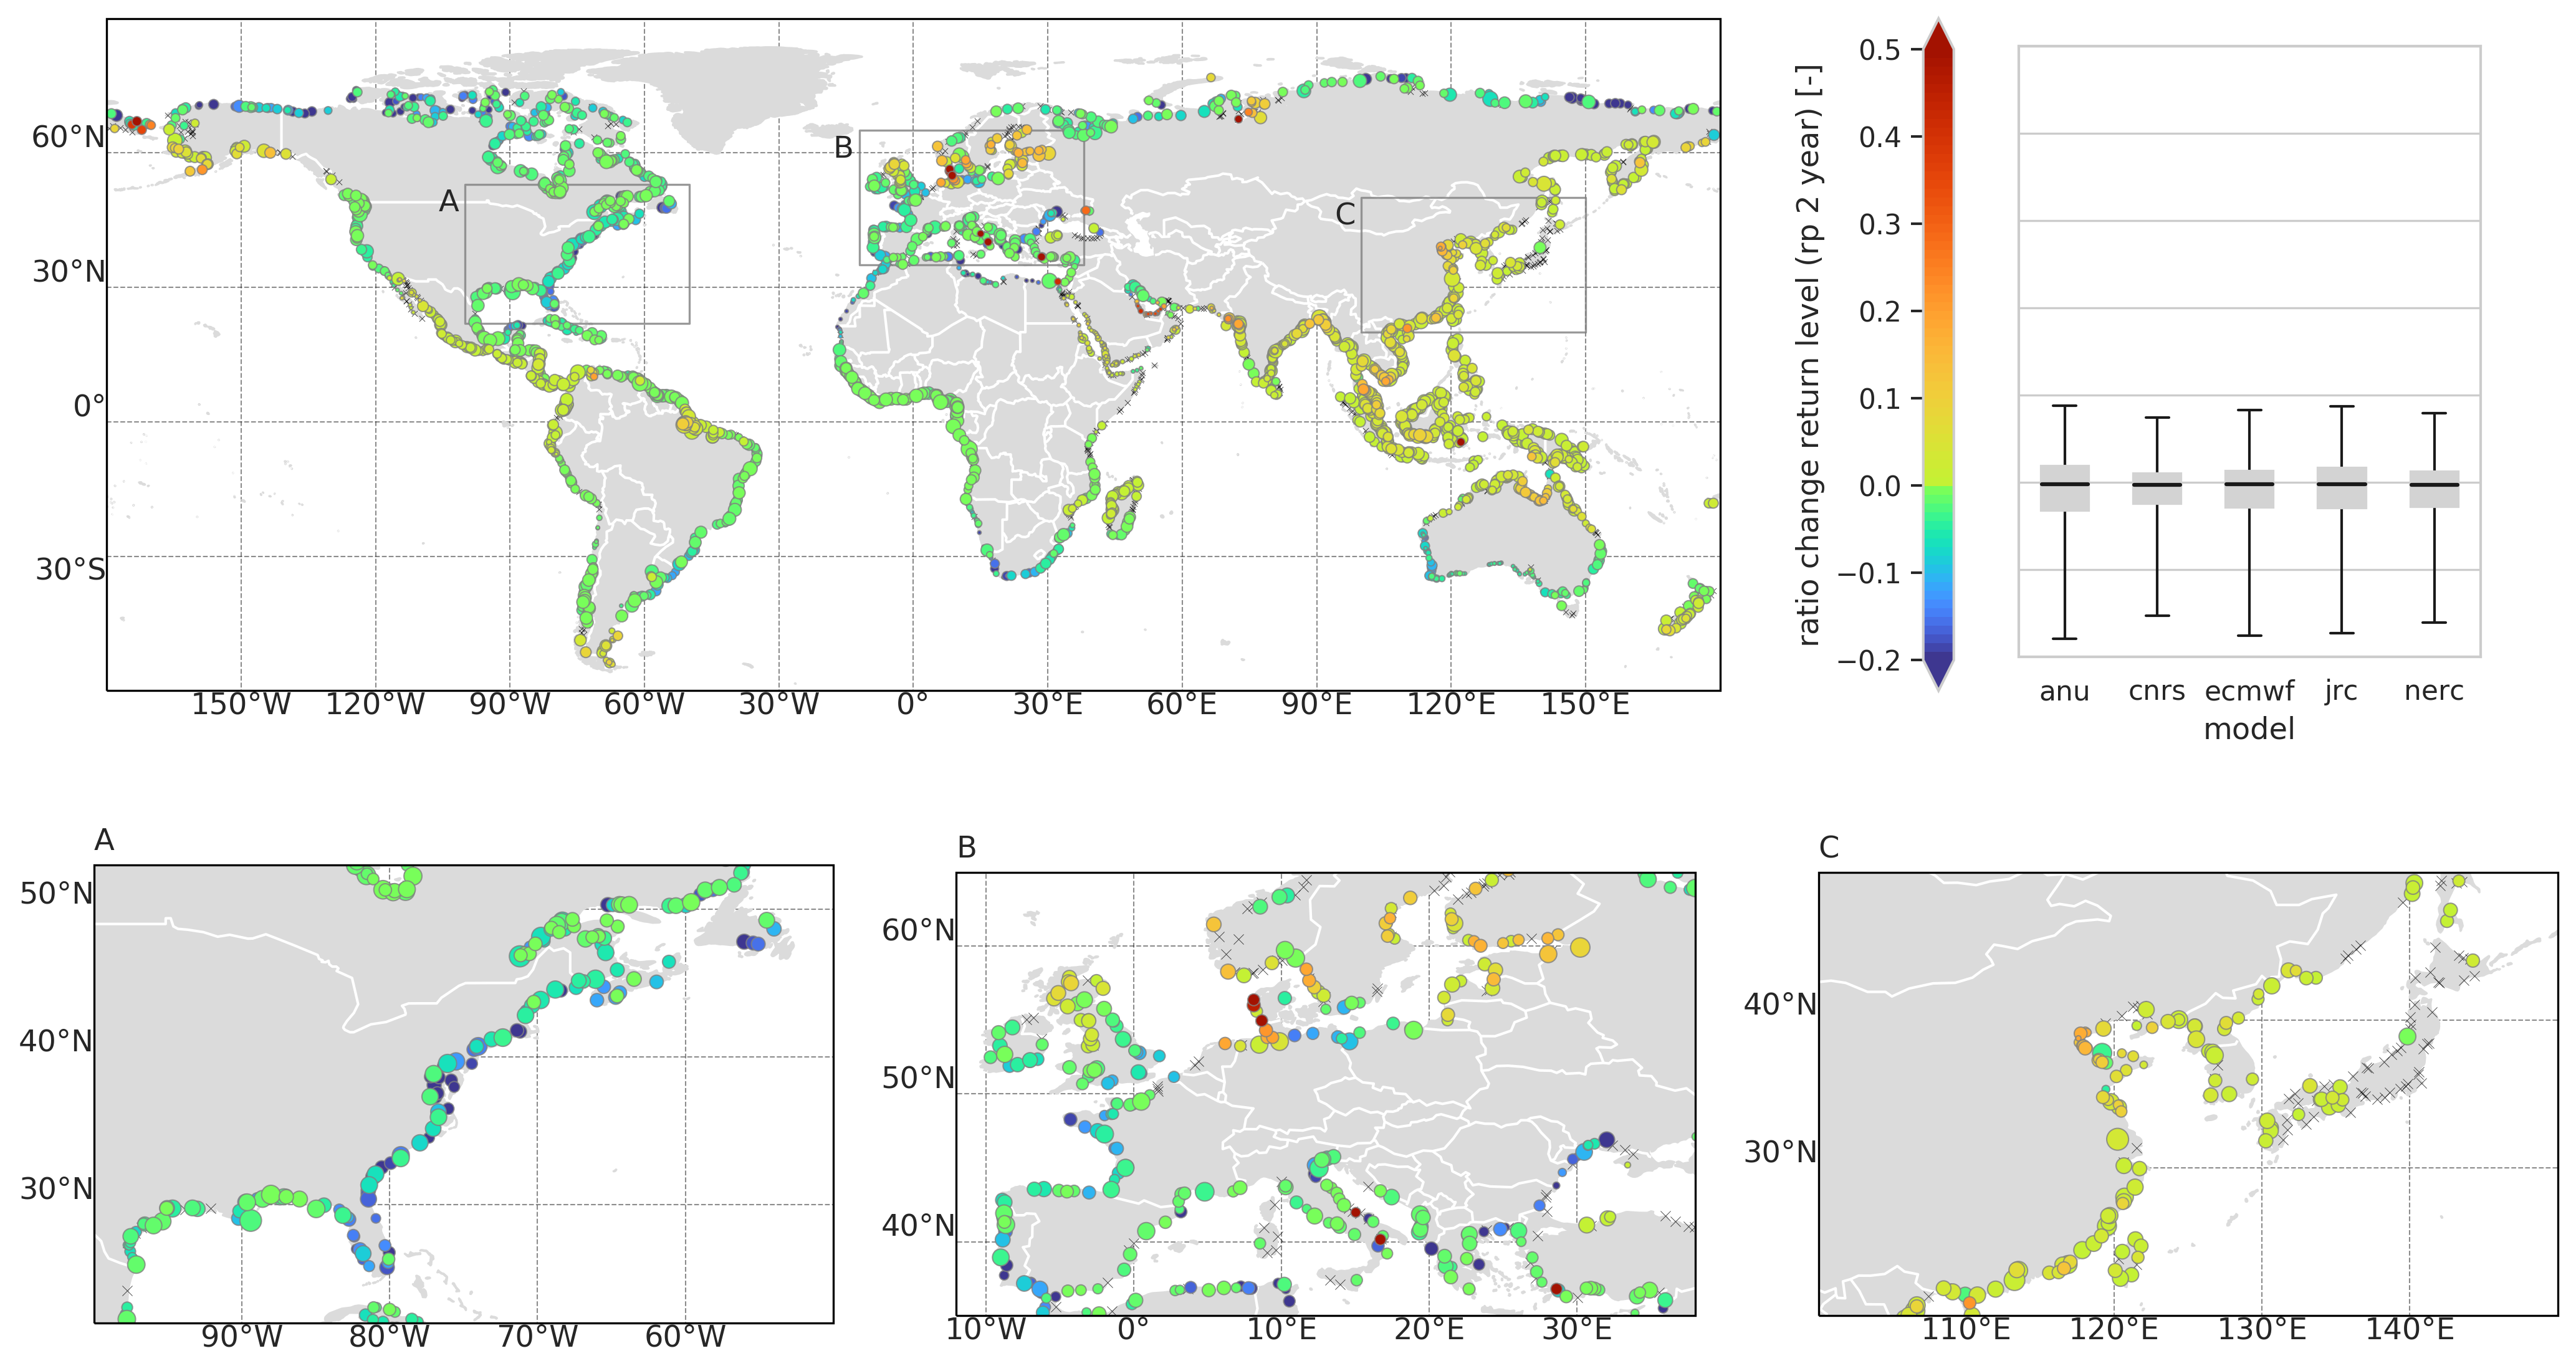 60°N
30°N
0°
30°S
150°W 120°W 90°W 60°W 30°W 0° 30°E 60°E 90°E 120°E 150°E
A
B
C
ratio change return level (rp 2 year) [-]
0.5
0.4
0.3
0.2
0.1
0.0
−0.1
−0.2
anu cnrs ecmwf jrc nerc
model
A
50°N
40°N
30°N
90°W 80°W 70°W 60°W
B
60°N
50°N
40°N
10°W 0° 10°E 20°E 30°E
C
40°N
30°N
110°E 120°E 130°E 140°E